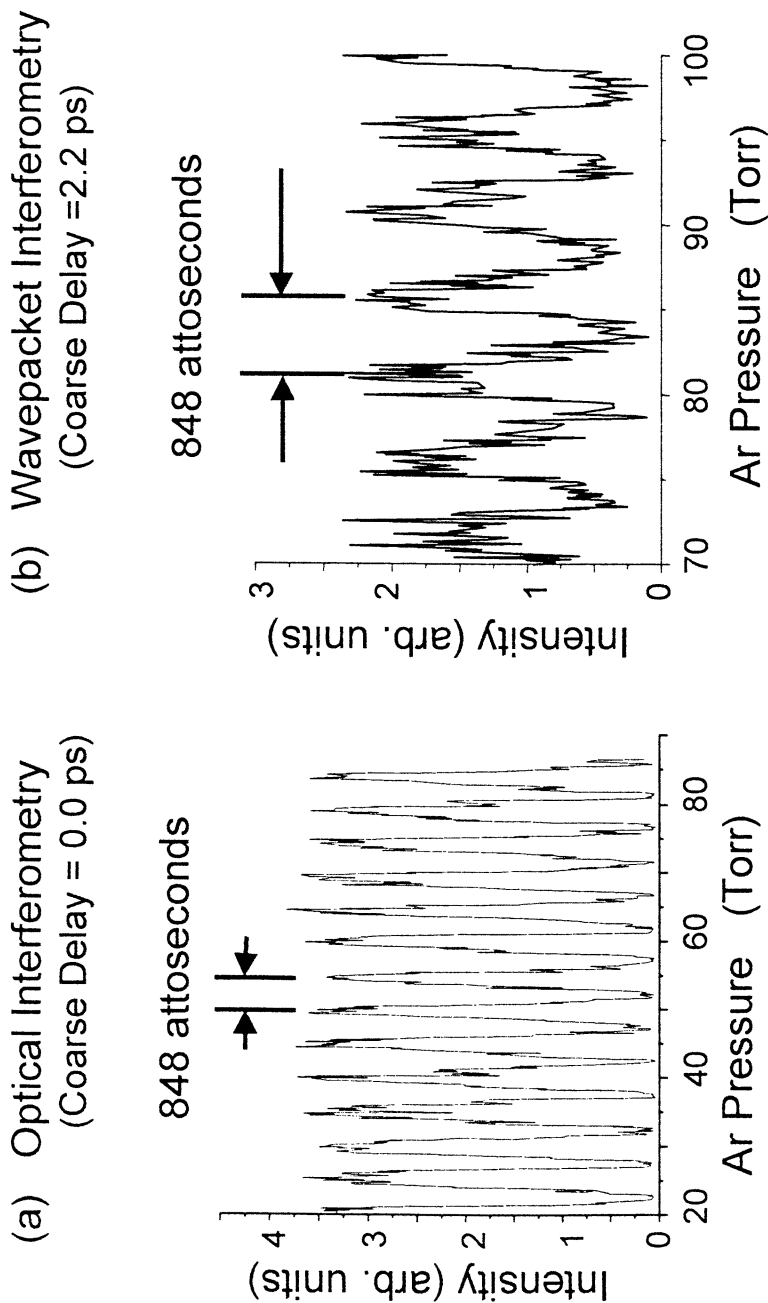 (a) Optical Interferometry
(Coarse Delay = 0.0 ps)
848 attoseconds
Intensity (arb. units)
4
3
2
1
0
20
40
60
80
Ar Pressure (Torr)
(b) Wavepacket Interferometry
(Coarse Delay =2.2 ps)
848 attoseconds
Intensity (arb. units)
3
2
1
0
70
80
90
100
Ar Pressure (Torr)